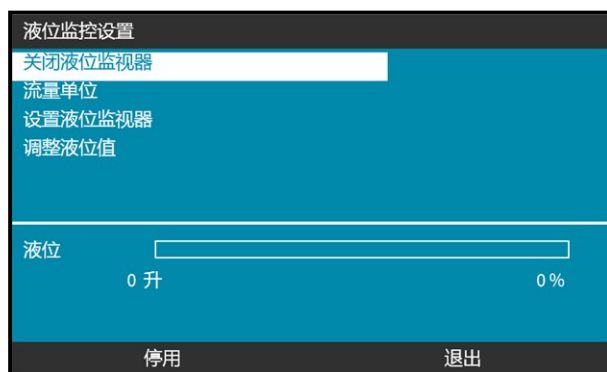 液位监控设置
关闭液位监视器
流量单位
设置液位监视器
调整液位值
液位
0 升 0 %
停用 退出